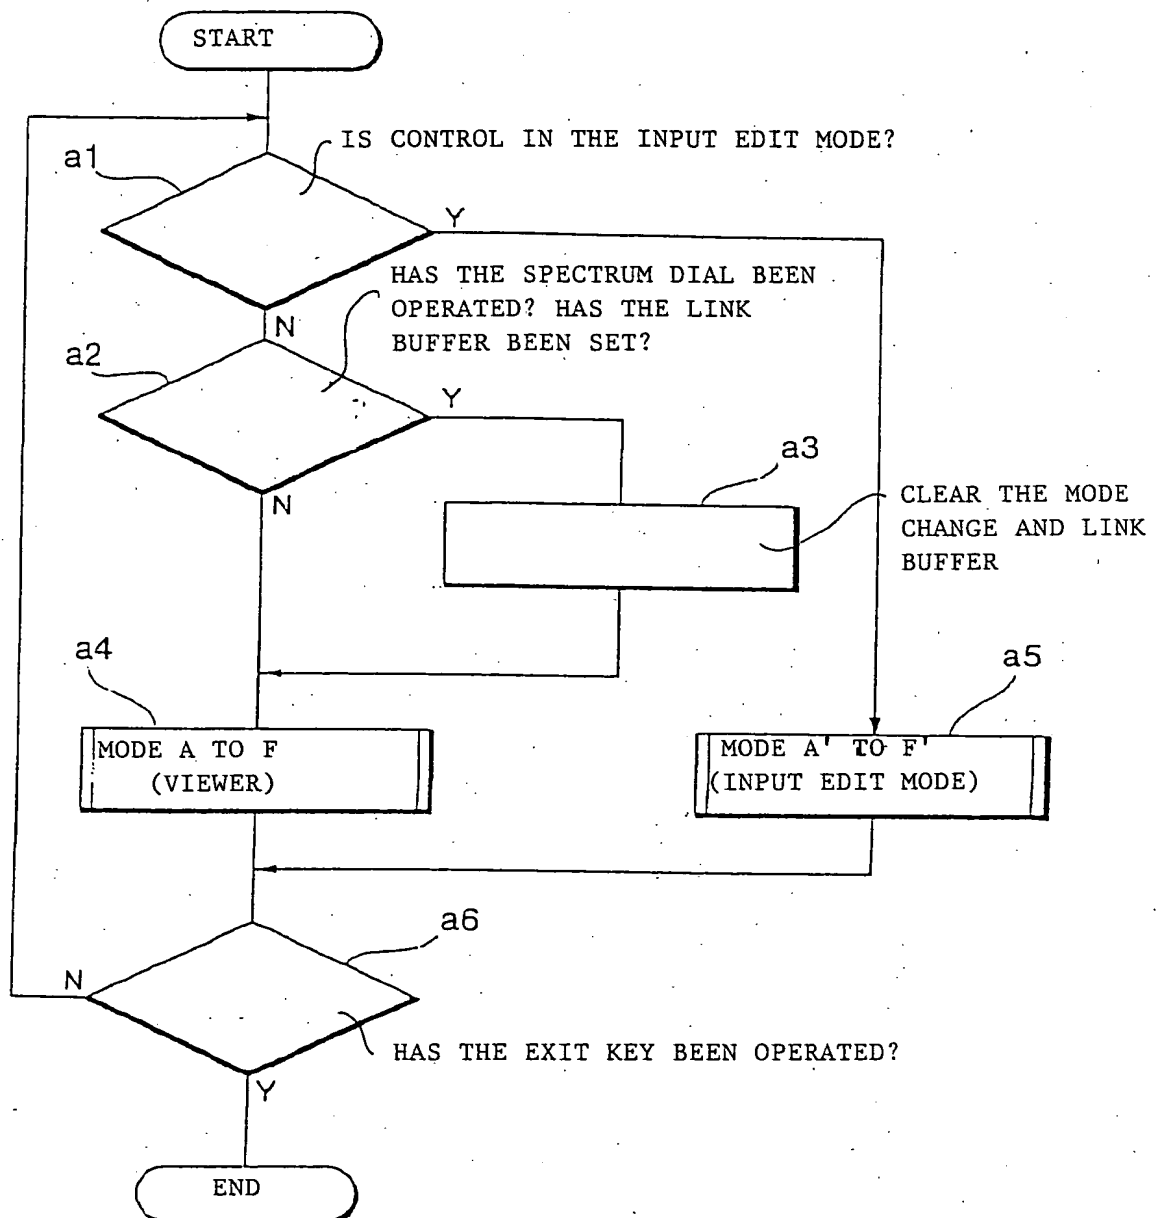 START
IS CONTROL IN THE INPUT EDIT MODE?
a1
Y
HAS THE SPECTRUM DIAL BEEN
OPERATED? HAS THE LINK
BUFFER BEEN SET?
N
a2
Y
N
a3
CLEAR THE MODE
CHANGE AND LINK
BUFFER
a4
MODE A TO F
(VIEWER)
a5
MODE A' TO F'
(INPUT EDIT MODE)
a6
N
HAS THE EXIT KEY BEEN OPERATED?
Y
END